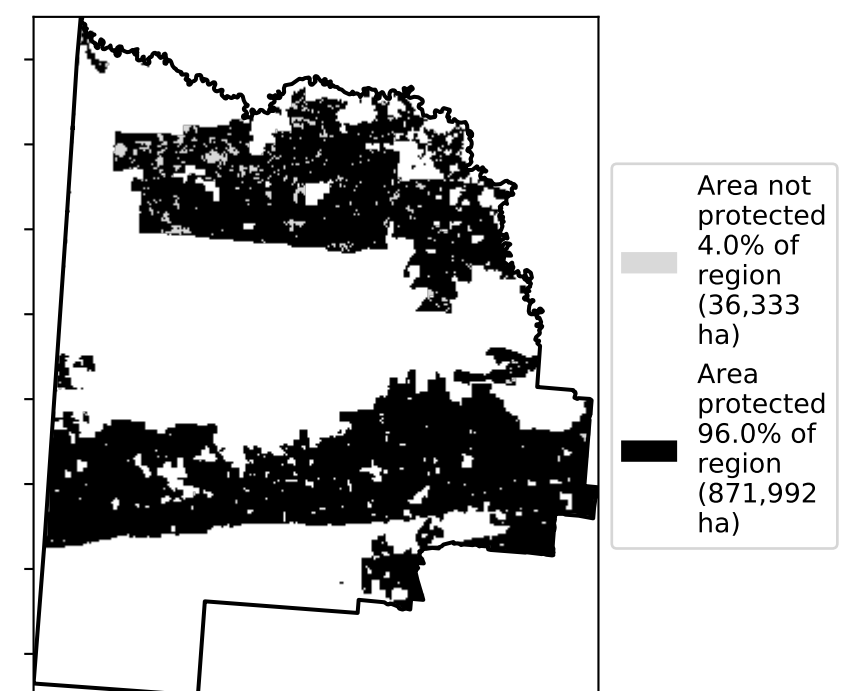 Area not
protected
4.0% of
region
(36,333
ha)
Area
protected
96.0% of
region
(871,992
ha)